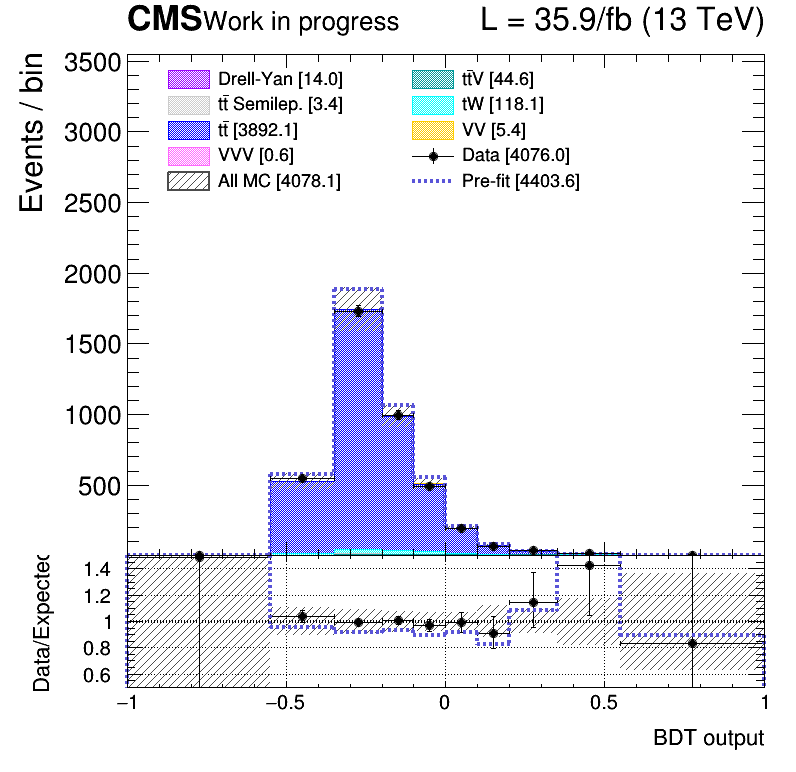 CMS Work in progress L = 35.9/fb (13 TeV)
Events / bin
3500
3000
2500
2000
1500
1000
500
Drell-Yan [14.0] tt̄V [44.6]
tt̄ Semilep. [3.4] tW [118.1]
tt̄ [3892.1] VV [5.4]
VVV [0.6] Data [4076.0]
All MC [4078.1] Pre-fit [4403.6]
Data/Expected
1.4
1.2
1
0.8
0.6
−1 −0.5 0 0.5 1
BDT output